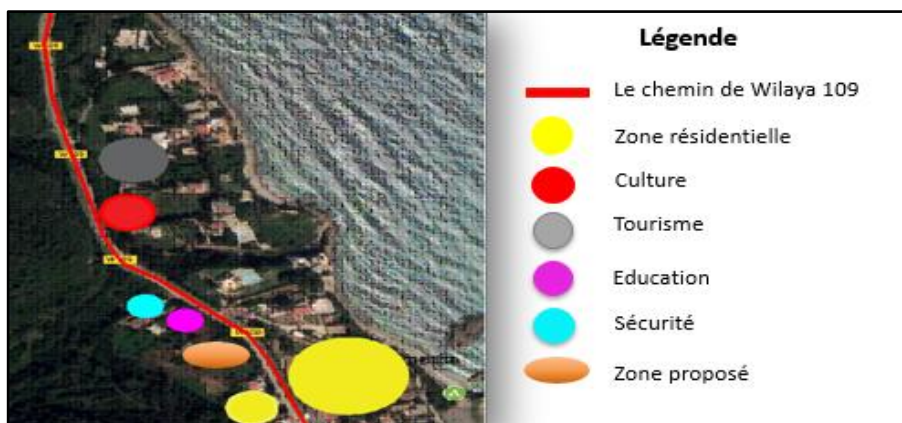 Légende
Le chemin de Wilaya 109
Zone résidentielle
Culture
Tourisme
Education
Sécurité
Zone proposé